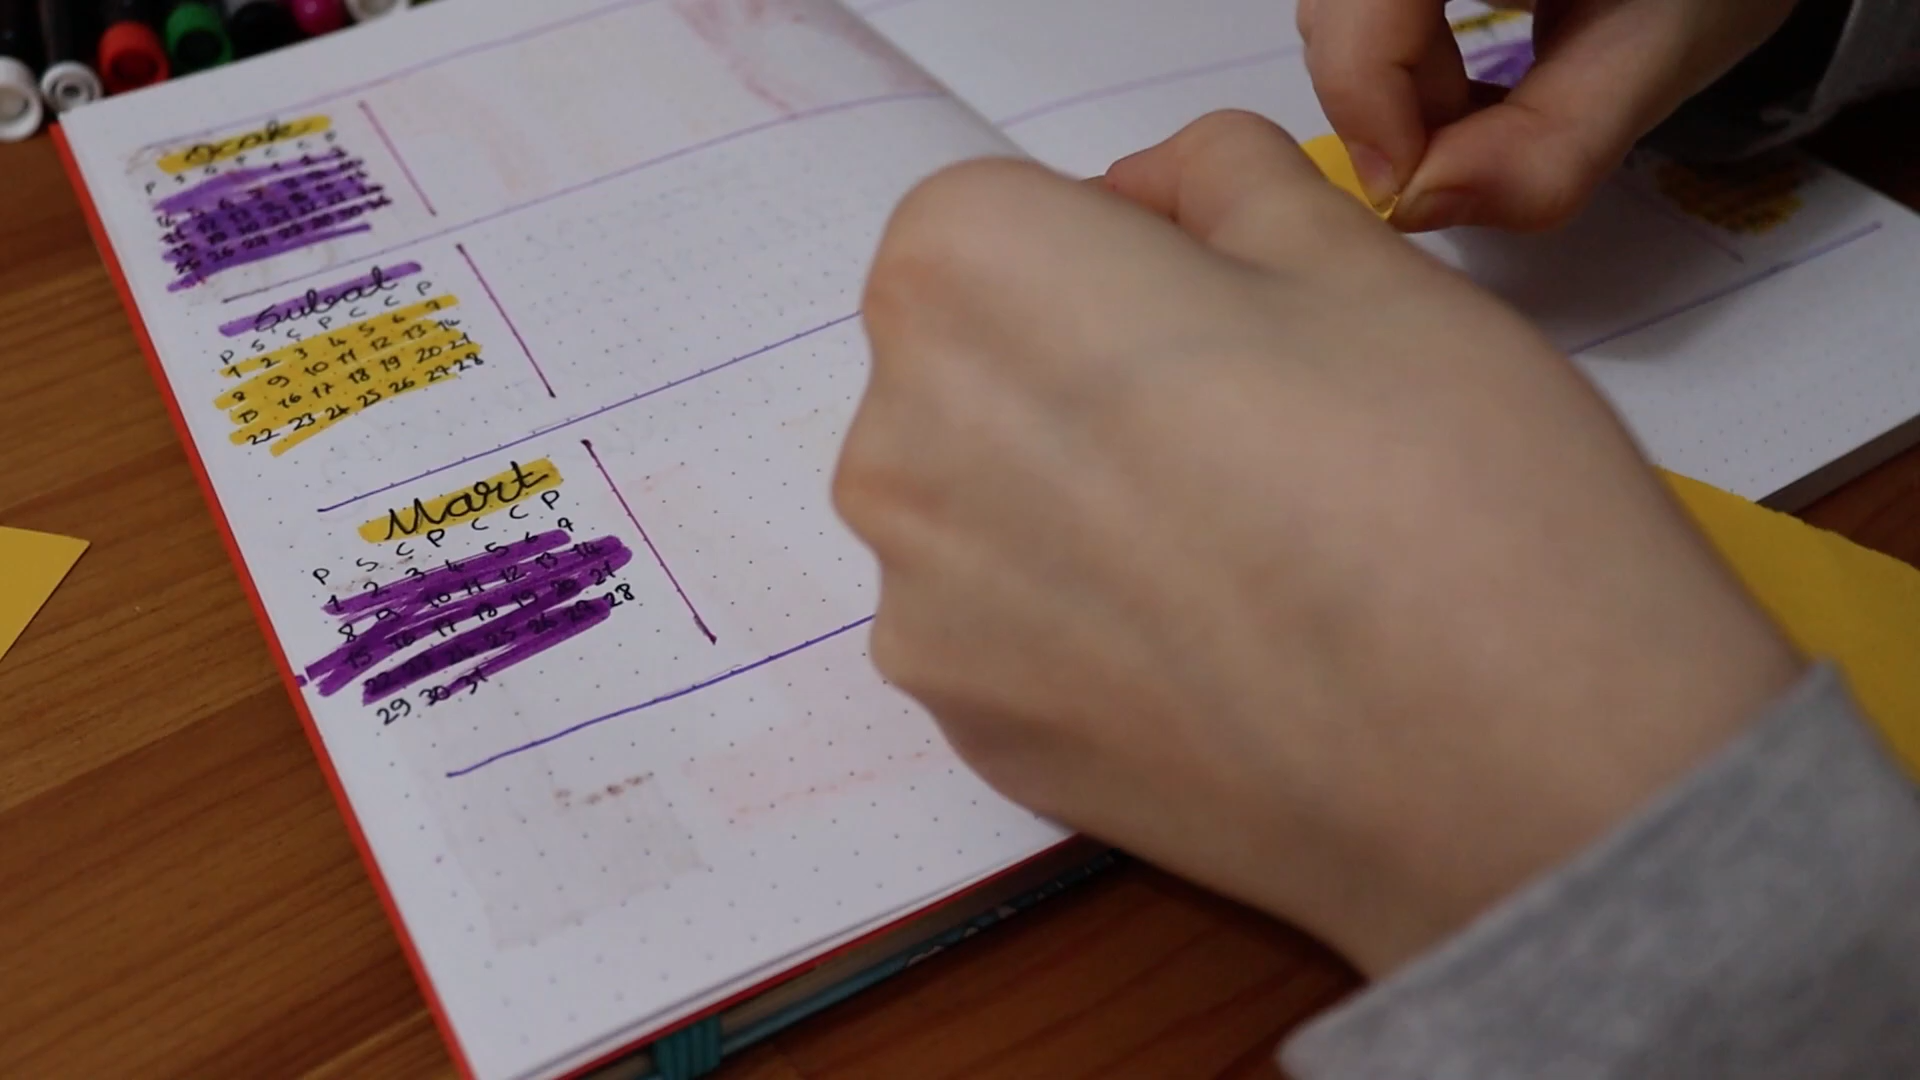 Ocak
P S Ç P C C P
Şubat
P S Ç P C C P
1 2 3 4 5 6 7
8 9 10 11 12 13 14
15 16 17 18 19 20 21
22 23 24 25 26 27 28
Mart
P S Ç P C C P
1 2 3 4 5 6 7
8 9 10 11 12 13 14
15 16 17 18 19 20 21
22 23 24 25 26 27 28
29 30 31